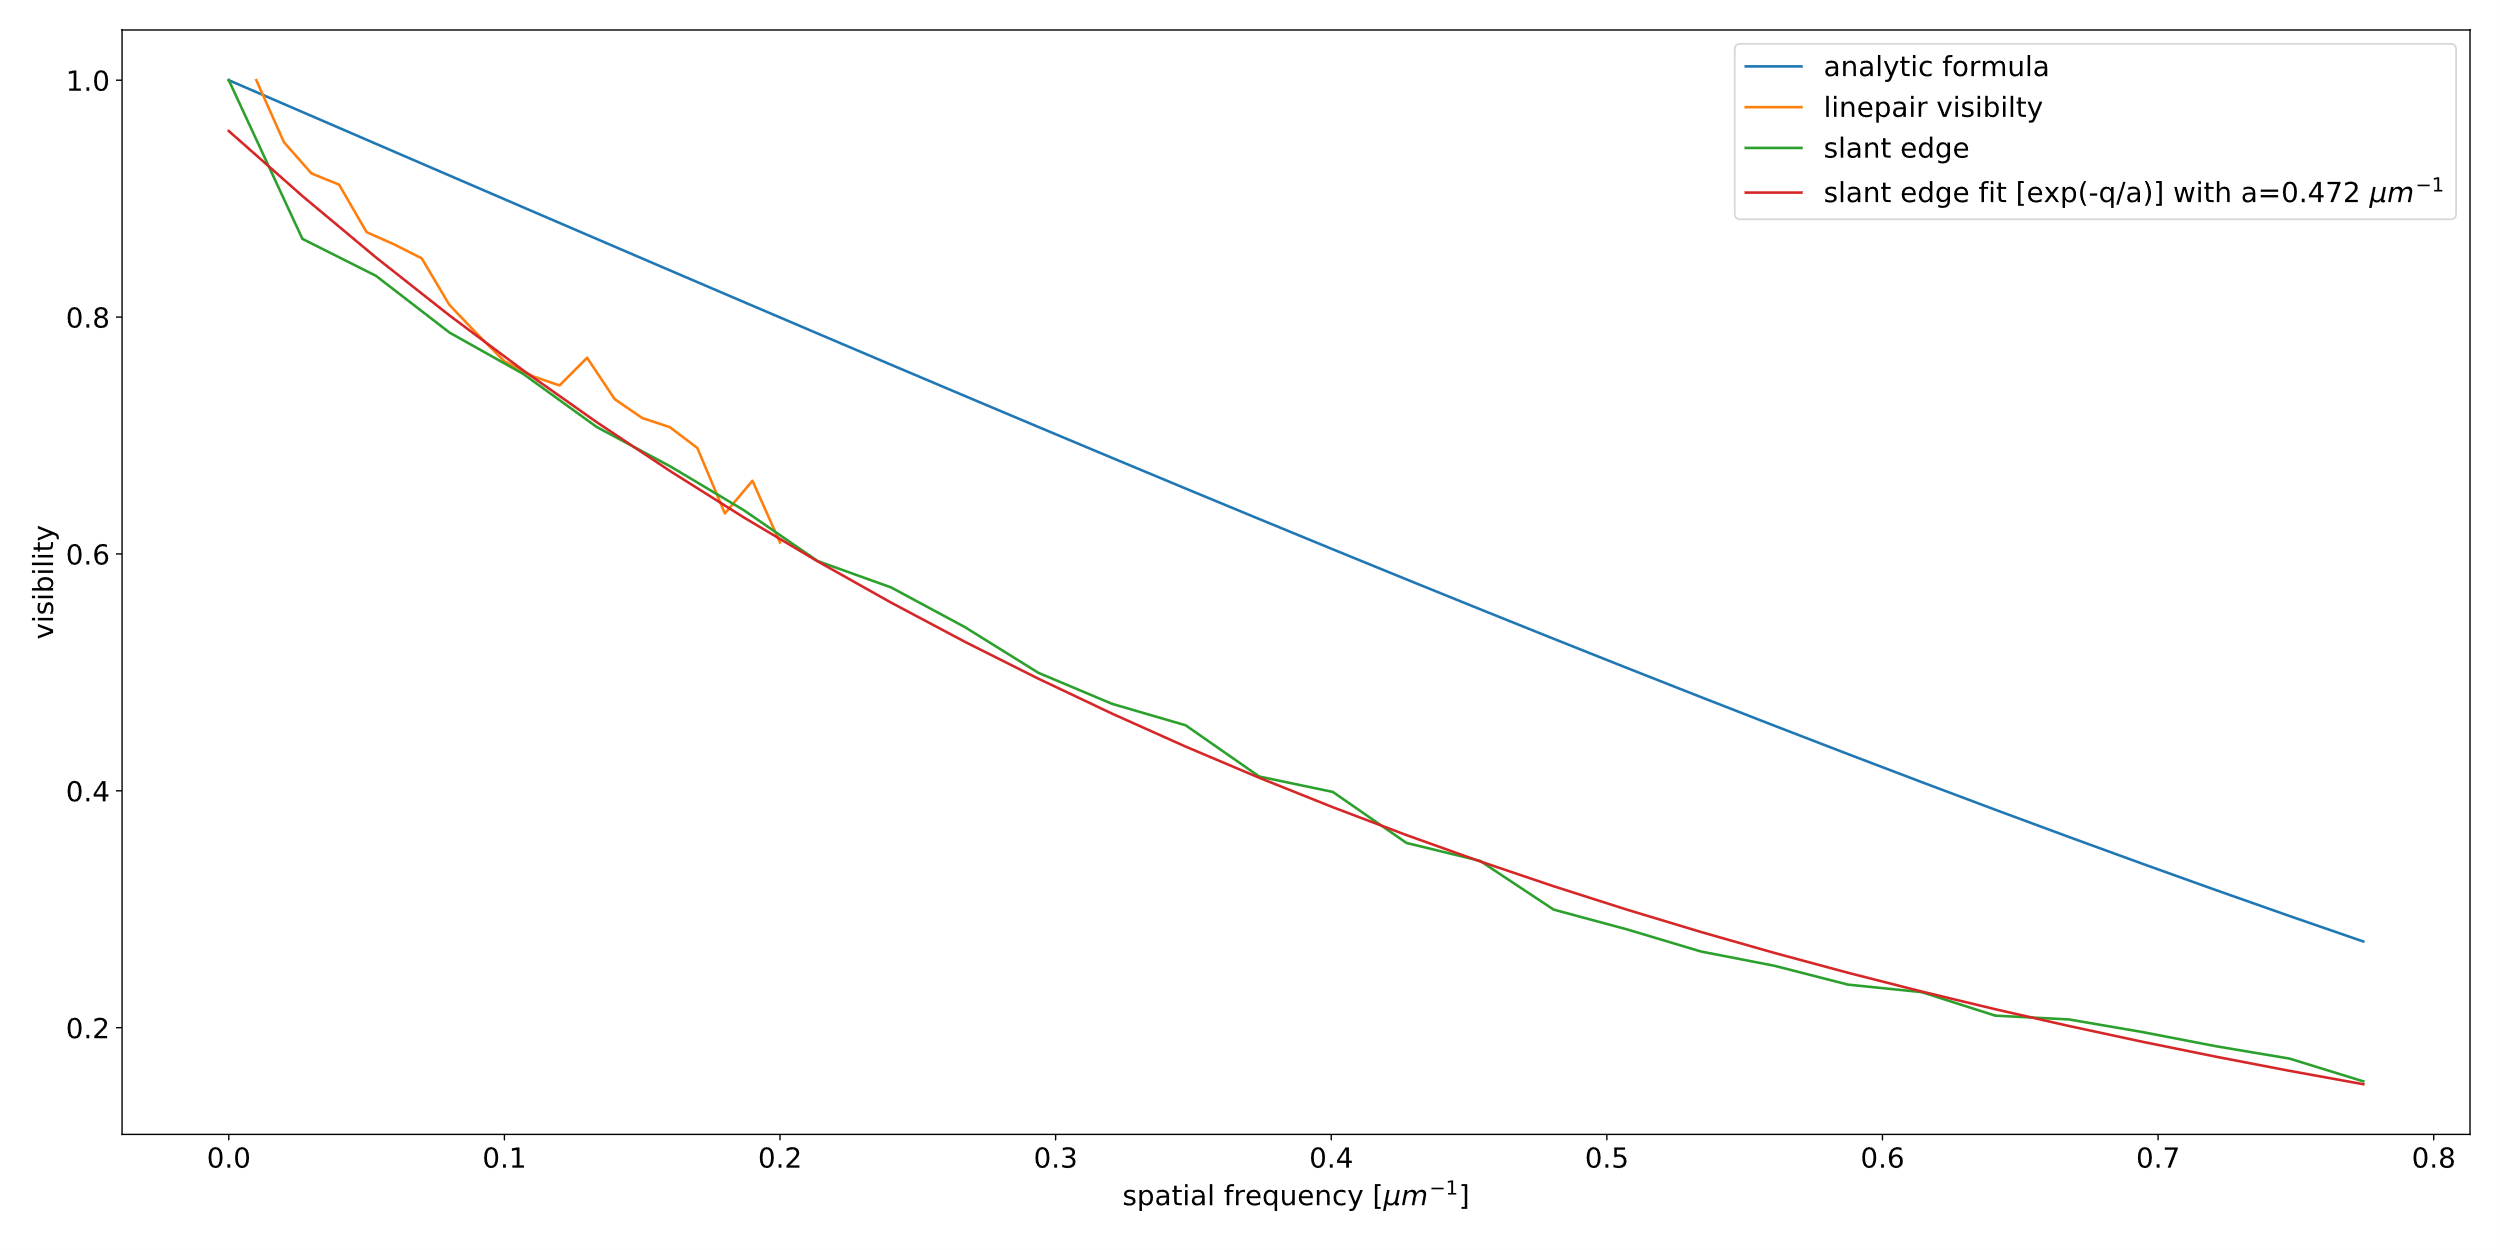 analytic formula
linepair visibilty
slant edge
slant edge fit [exp(-q/a)] with a=0.472 μm⁻¹
1.0
0.8
0.6
0.4
0.2
visibility
0.0 0.1 0.2 0.3 0.4 0.5 0.6 0.7 0.8
spatial frequency [μm⁻¹]